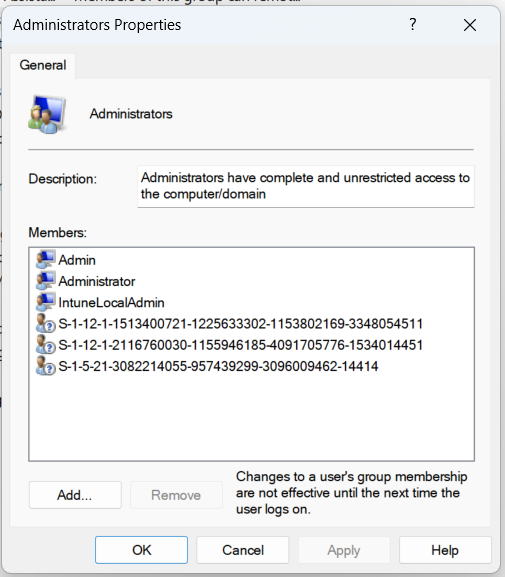 Administrators Properties
?
General
Administrators
Description:
Administrators have complete and unrestricted access to
the computer/domain
Members:
Admin
Administrator
IntuneLocalAdmin
S-1-12-1-1513400721-1225633302-1153802169-3348054511
S-1-12-1-2116760030-1155946185-4091705776-1534014451
S-1-5-21-3082214055-957439299-3096009462-14414
Add...
Remove
Changes to a user's group membership
are not effective until the next time the
user logs on.
OK
Cancel
Apply
Help